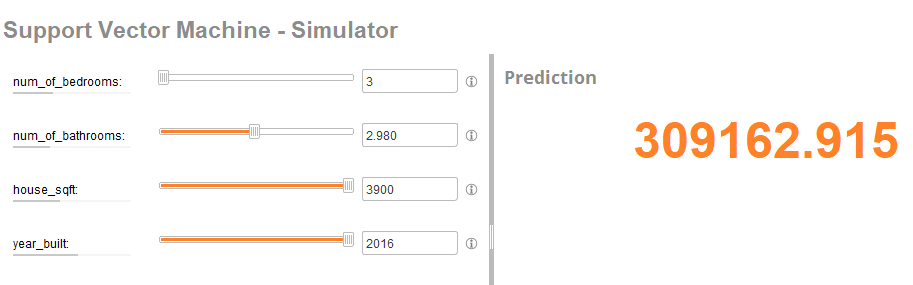 Support Vector Machine - Simulator
num_of_bedrooms: 3
num_of_bathrooms: 2.980
house_sqft: 3900
year_built: 2016
Prediction
309162.915